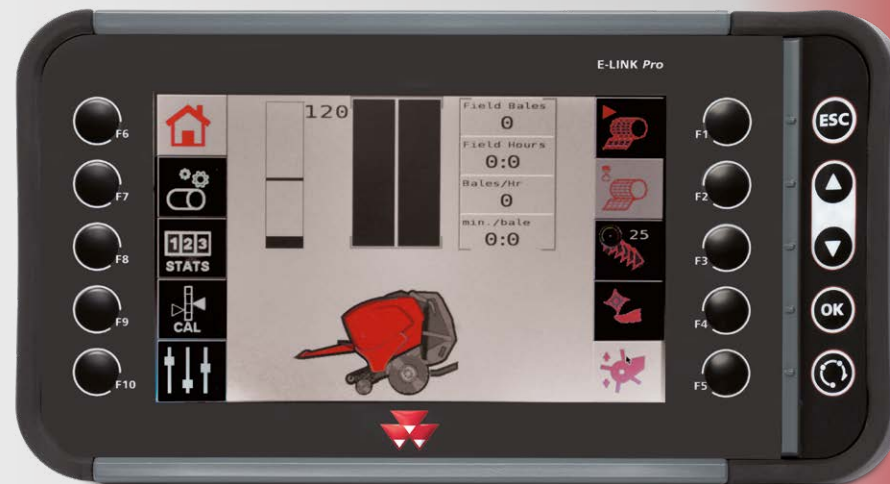 E-LINK Pro
F6
F7
F8
F9
F10
120
Field Bales
0
Field Hours
0:0
Bales/Hr
0
min./bale
0:0
123
STATS
CAL
25
F1
F2
F3
F4
F5
ESC
OK